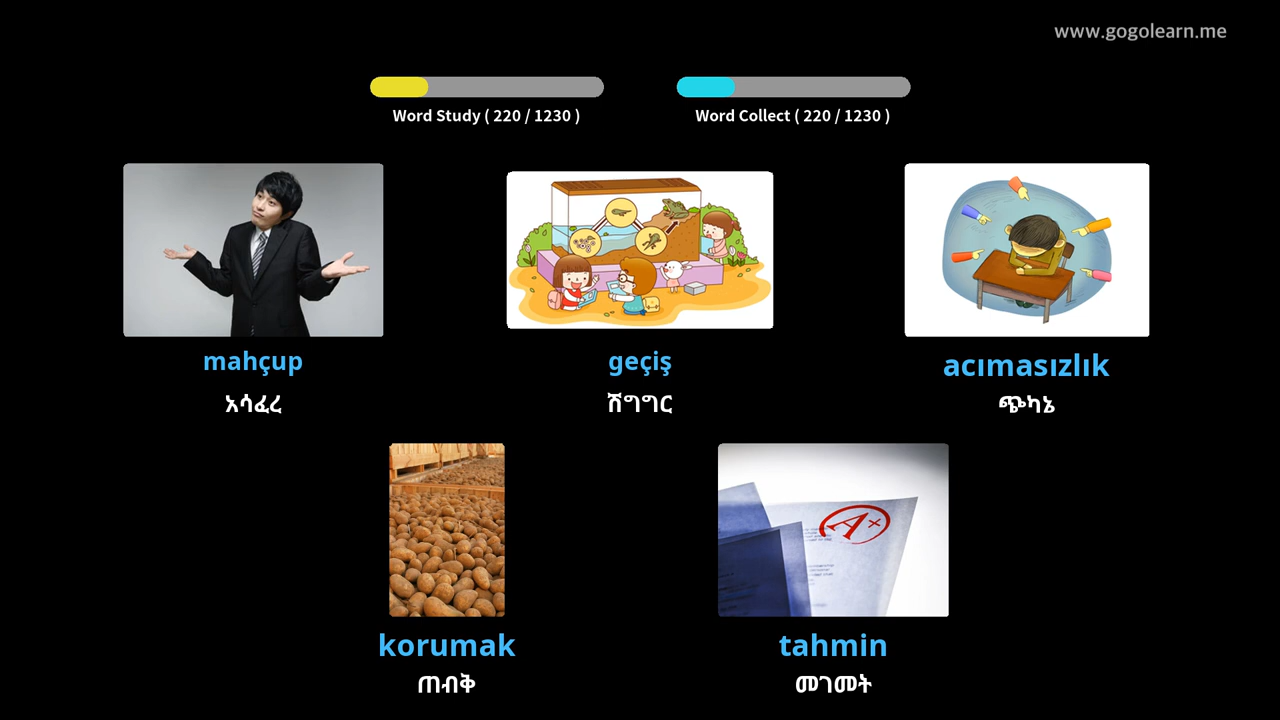 www.gogolearn.me
Word Study ( 220 / 1230 )
Word Collect ( 220 / 1230 )
mahçup
አሳፈረ
geçiş
ሽግግር
acımasızlık
ጭካኔ
korumak
ጠብቅ
A+
tahmin
መገመት